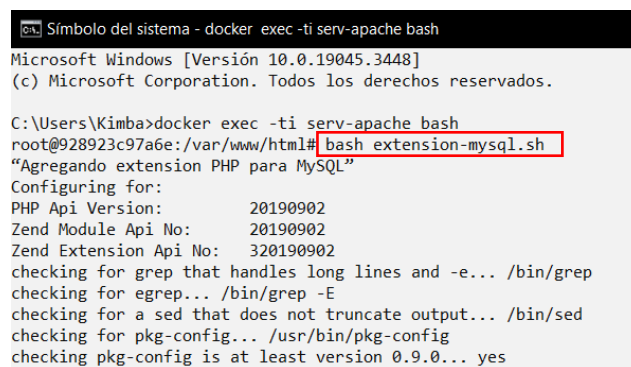 Símbolo del sistema - docker exec -ti serv-apache bash
Microsoft Windows [Versión 10.0.19045.3448]
(c) Microsoft Corporation. Todos los derechos reservados.
C:\Users\Kimba>docker exec -ti serv-apache bash
root@928923c97a6e:/var/www/html# bash extension-mysql.sh
“Agregando extension PHP para MySQL”
Configuring for:
PHP Api Version: 20190902
Zend Module Api No: 20190902
Zend Extension Api No: 320190902
checking for grep that handles long lines and -e... /bin/grep
checking for egrep... /bin/grep -E
checking for a sed that does not truncate output... /bin/sed
checking for pkg-config... /usr/bin/pkg-config
checking pkg-config is at least version 0.9.0... yes